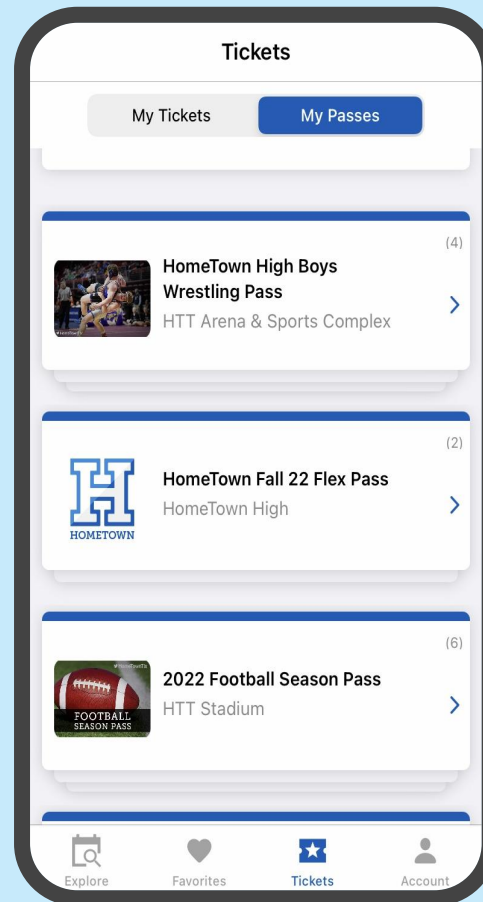 Tickets
My Tickets
My Passes
(4)
HomeTown High Boys
Wrestling Pass
HTT Arena & Sports Complex
(2)
HomeTown Fall 22 Flex Pass
HomeTown High
H
HOMETOWN
(6)
2022 Football Season Pass
HTT Stadium
FOOTBALL
SEASON PASS
Explore
Favorites
Tickets
Account